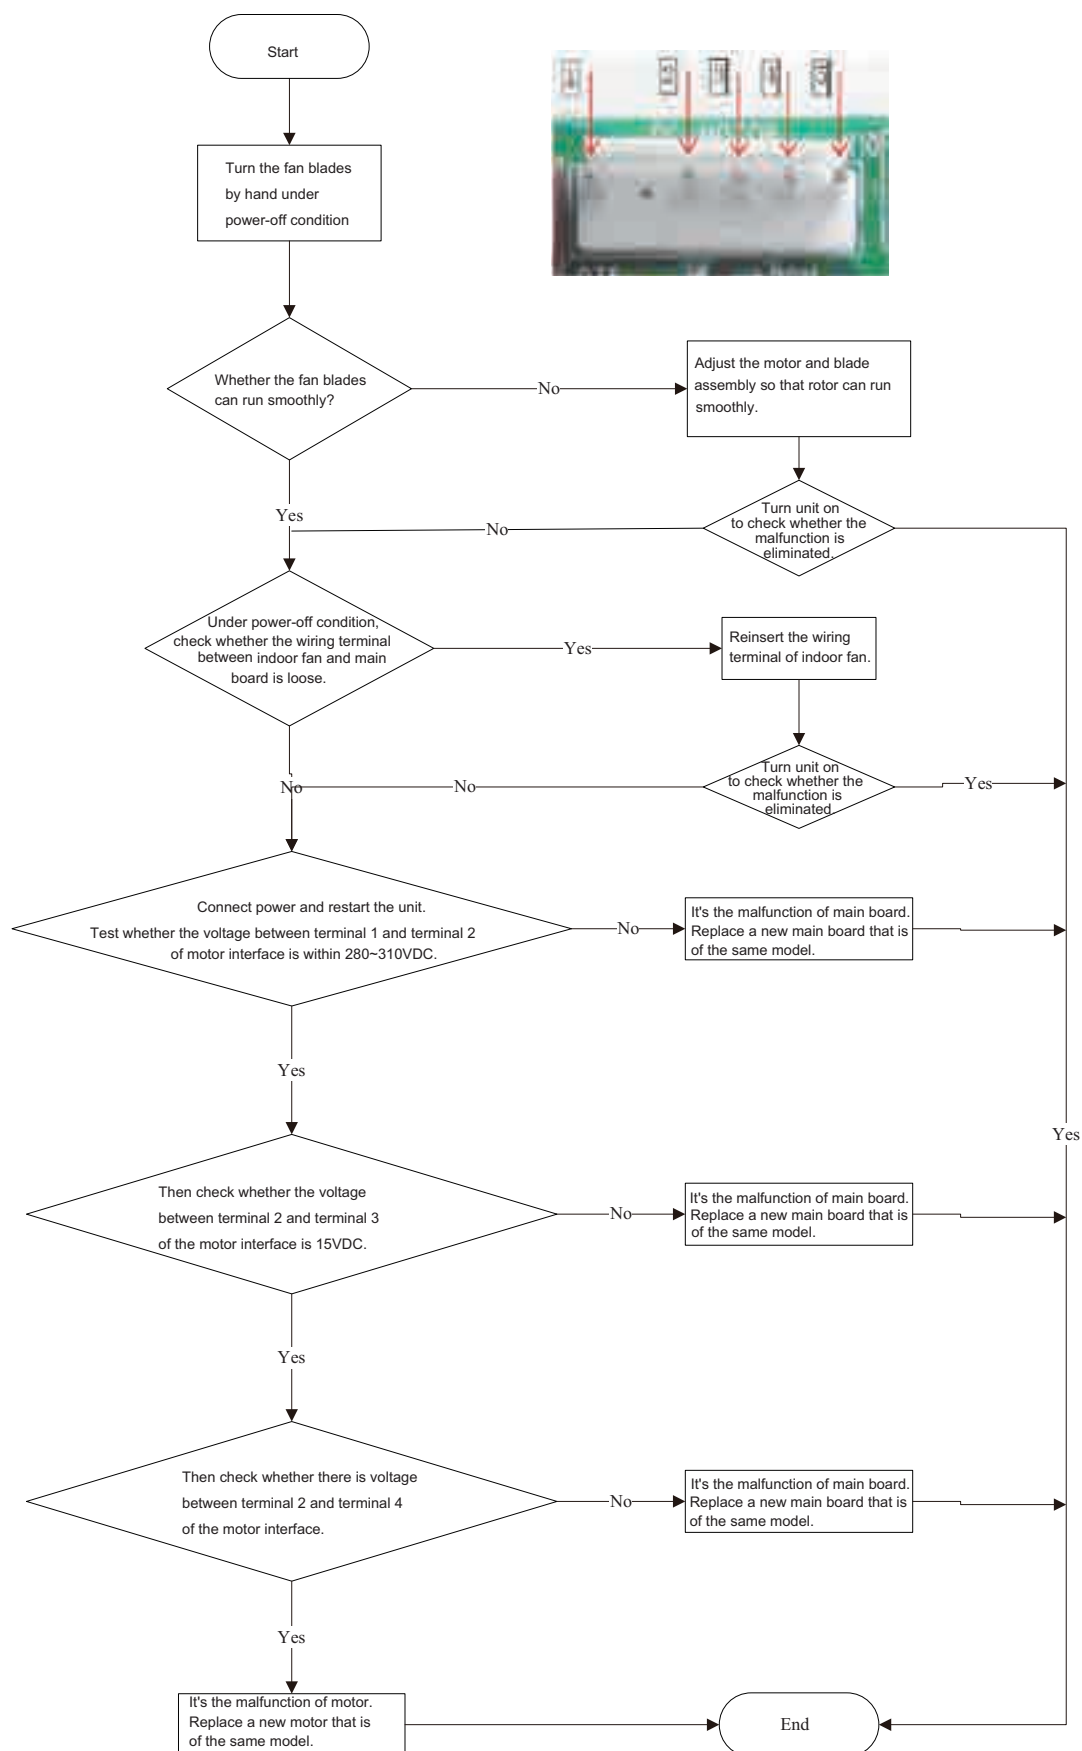 Start
Turn the fan blades
by hand under
power-off condition
Whether the fan blades
can run smoothly?
No
Adjust the motor and blade
assembly so that rotor can run
smoothly.
Yes
No
Turn unit on
to check whether the
malfunction is
eliminated.
Under power-off condition,
check whether the wiring terminal
between indoor fan and main
board is loose.
Yes
Reinsert the wiring
terminal of indoor fan.
No
No
Turn unit on
to check whether the
malfunction is
eliminated.
Yes
Connect power and restart the unit.
Test whether the voltage between terminal 1 and terminal 2
of motor interface is within 280~310VDC.
No
It's the malfunction of main board.
Replace a new main board that is
of the same model.
Yes
Yes
Then check whether the voltage
between terminal 2 and terminal 3
of the motor interface is 15VDC.
No
It's the malfunction of main board.
Replace a new main board that is
of the same model.
Yes
Then check whether there is voltage
between terminal 2 and terminal 4
of the motor interface.
No
It's the malfunction of main board.
Replace a new main board that is
of the same model.
Yes
It's the malfunction of motor.
Replace a new motor that is
of the same model.
End